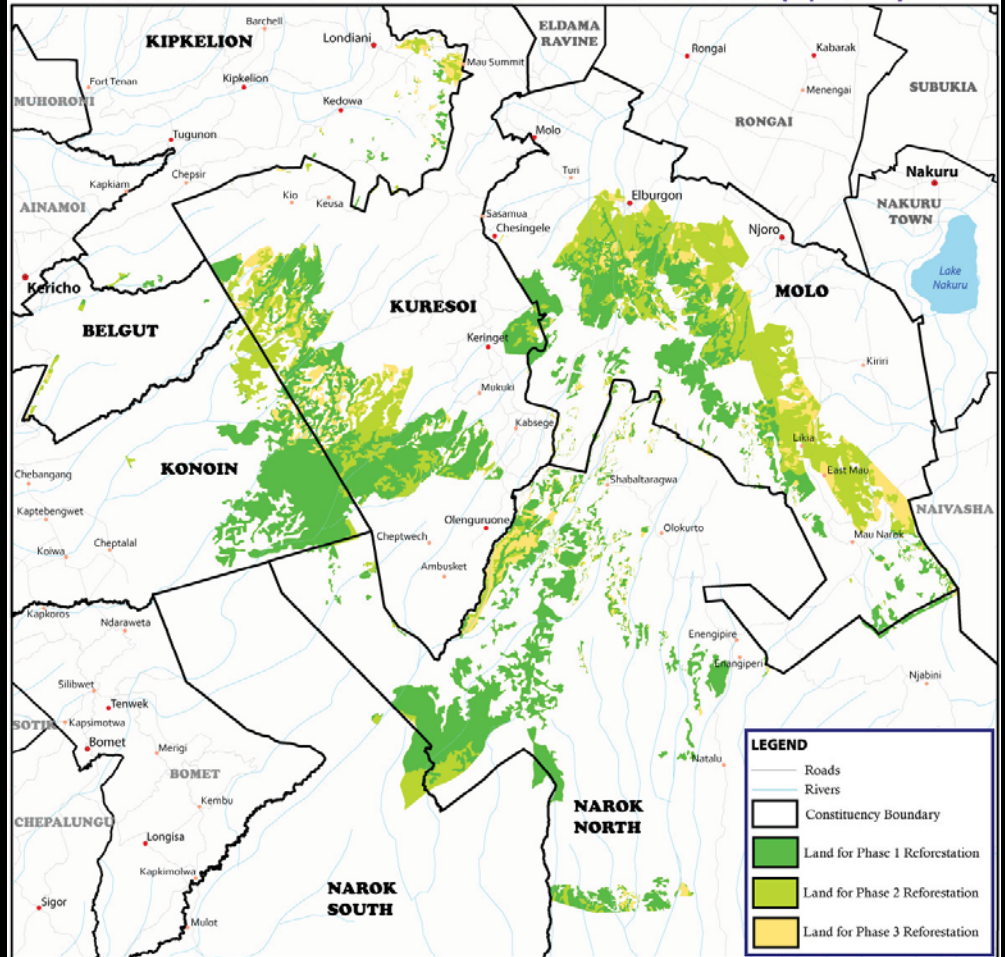 Barchell
ELDAMA
RAVINE
KIPKELION
Londiani
Rongai
Kabarak
Mau Summit
Fort Tenan
Kipkelion
SUBUKIA
Menengai
MUHORONI
Kedowa
RONGAI
Tugunon
Molo
Chepsir
Turi
Nakuru
Kapkiam
Kio
Keusa
Elburgon
NAKURU
TOWN
AINAMOI
Sasamua
Chesingele
Njoro
Lake
Nakuru
Kericho
KURESOI
MOLO
BELGUT
Keringet
Kiriri
Mukuki
Kabsege
Likia
KONOIN
East Mau
Chebangang
Shabaltaragwa
NAIVASHA
Kaptebengwet
Olenguruone
Olokurto
Cheptwech
Mau Narok
Koiwa
Cheptalal
Ambusket
Kapkoros
Ndaraweta
Enengipire
Enangiperi
Njabini
Silibwet
Tenwek
SOTIK
Kapsimotwa
Bomet
Merigi
Natalu
BOMET
Kembu
CHEPALUNGU
NAROK
NORTH
Longisa
Kapkimolwa
NAROK
SOUTH
Sigor
Mulot
LEGEND
Roads
Rivers
Constituency Boundary
Land for Phase 1 Reforestation
Land for Phase 2 Reforestation
Land for Phase 3 Reforestation